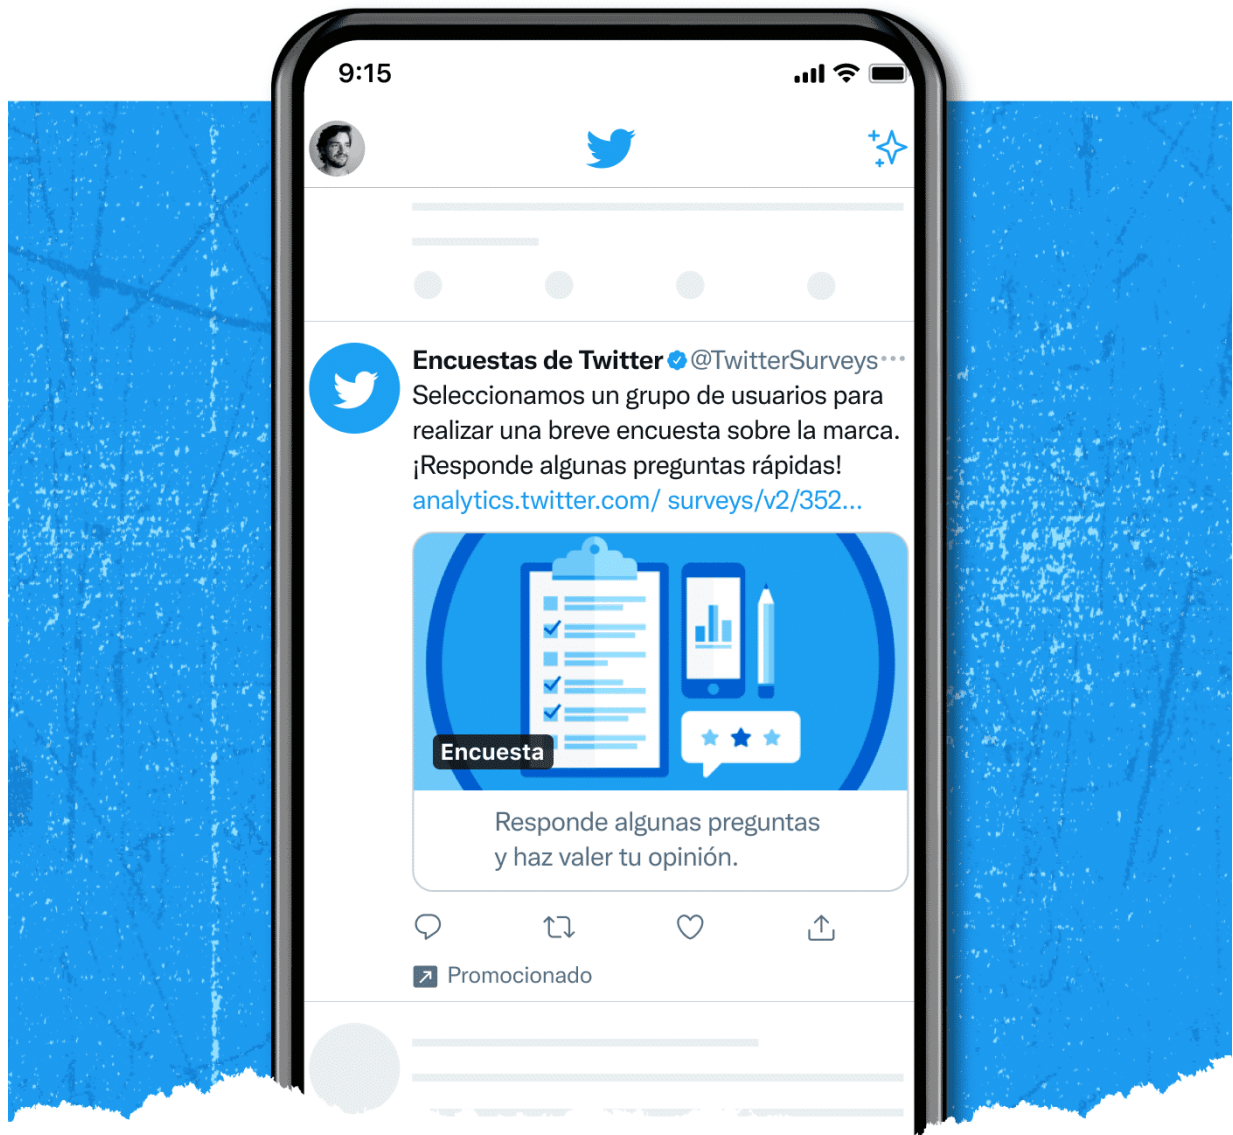 9:15
Encuestas de Twitter @TwitterSurveys
Seleccionamos un grupo de usuarios para
realizar una breve encuesta sobre la marca.
¡Responde algunas preguntas rápidas!
analytics.twitter.com/ surveys/v2/352...
Encuesta
Responde algunas preguntas
y haz valer tu opinión.
Promocionado